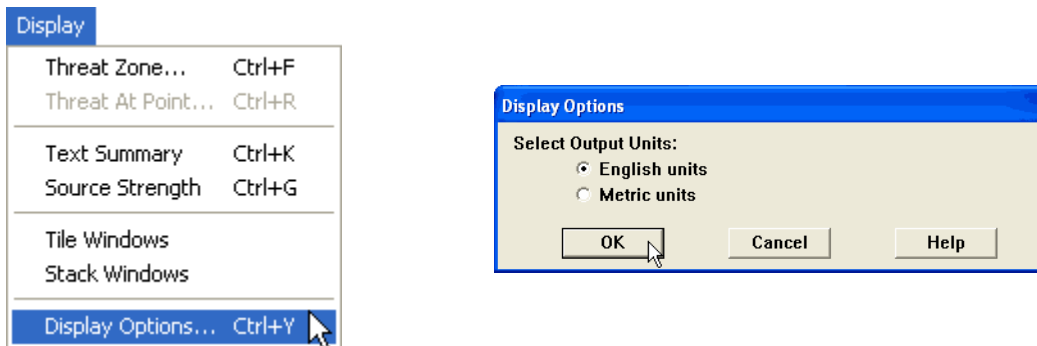 Display
Threat Zone... Ctrl+F
Threat At Point... Ctrl+R
Text Summary Ctrl+K
Source Strength Ctrl+G
Tile Windows
Stack Windows
Display Options... Ctrl+Y
Display Options
Select Output Units:
English units
Metric units
OK Cancel Help